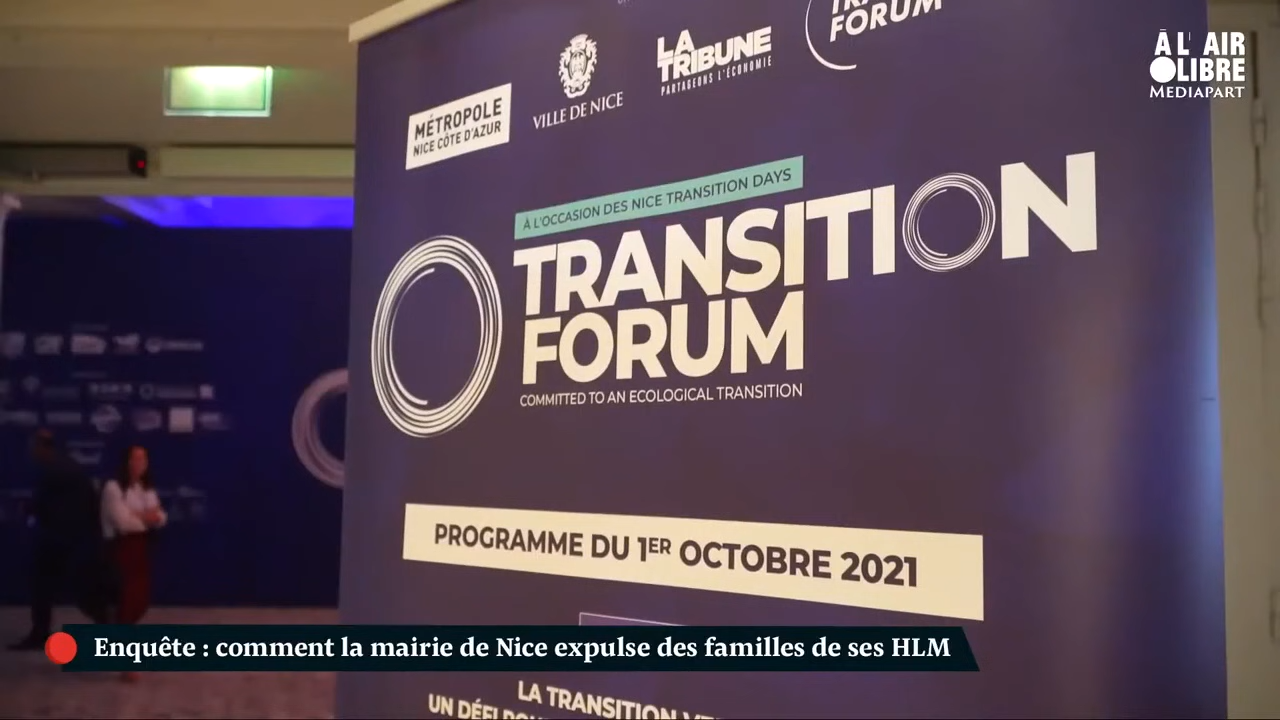 FORUM
À L'AIR
LIBRE
MEDIAPART
LA
TRIBUNE
PARTAGEONS L'ÉCONOMIE
VILLE DE NICE
MÉTROPOLE
NICE CÔTE D'AZUR
À L'OCCASION DES NICE TRANSITION DAYS
TRANSITION
FORUM
COMMITTED TO AN ECOLOGICAL TRANSITION
PROGRAMME DU 1ER OCTOBRE 2021
Enquête : comment la mairie de Nice expulse des familles de ses HLM
LA TRANSITION
UN DÉFI